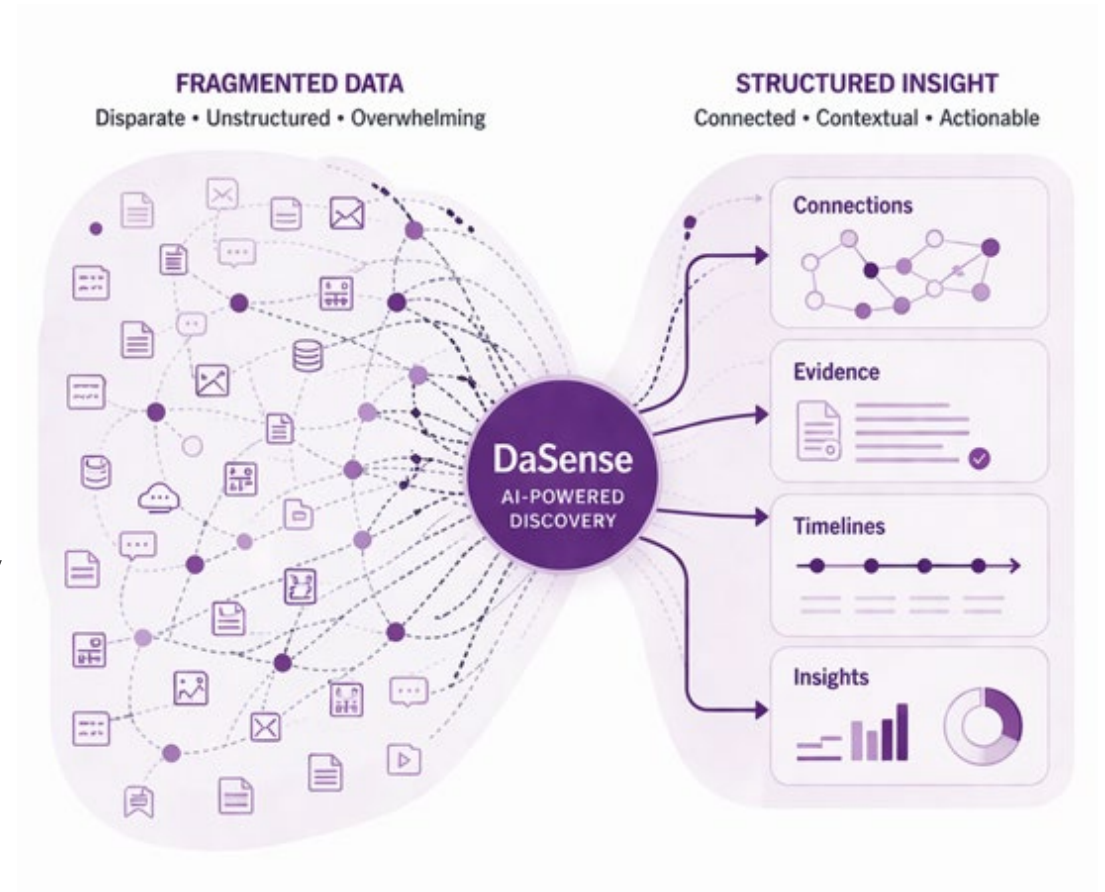 FRAGMENTED DATA
Disparate • Unstructured • Overwhelming
STRUCTURED INSIGHT
Connected • Contextual • Actionable
Connections
Evidence
DaSense
AI-POWERED
DISCOVERY
Timelines
Insights